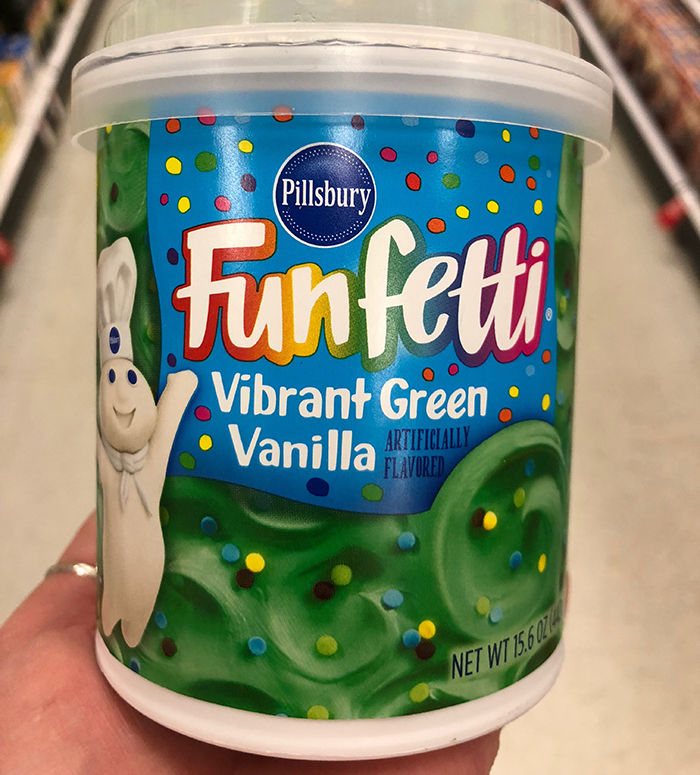 Pillsbury
Funfetti®
Vibrant Green
Vanilla ARTIFICIALLY
FLAVORED
NET WT 15.6 OZ